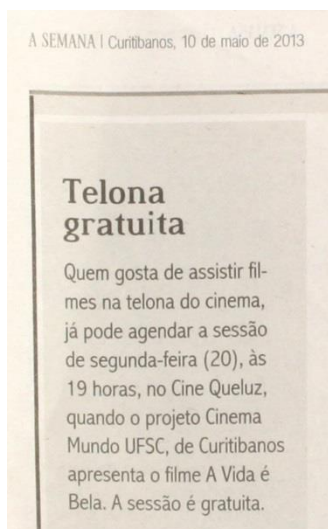 A SEMANA | Curitibanos, 10 de maio de 2013
Telona
gratuita
Quem gosta de assistir fil-
mes na telona do cinema,
já pode agendar a sessão
de segunda-feira (20), às
19 horas, no Cine Queluz,
quando o projeto Cinema
Mundo UFSC, de Curitibanos
apresenta o filme A Vida é
Bela. A sessão é gratuita.